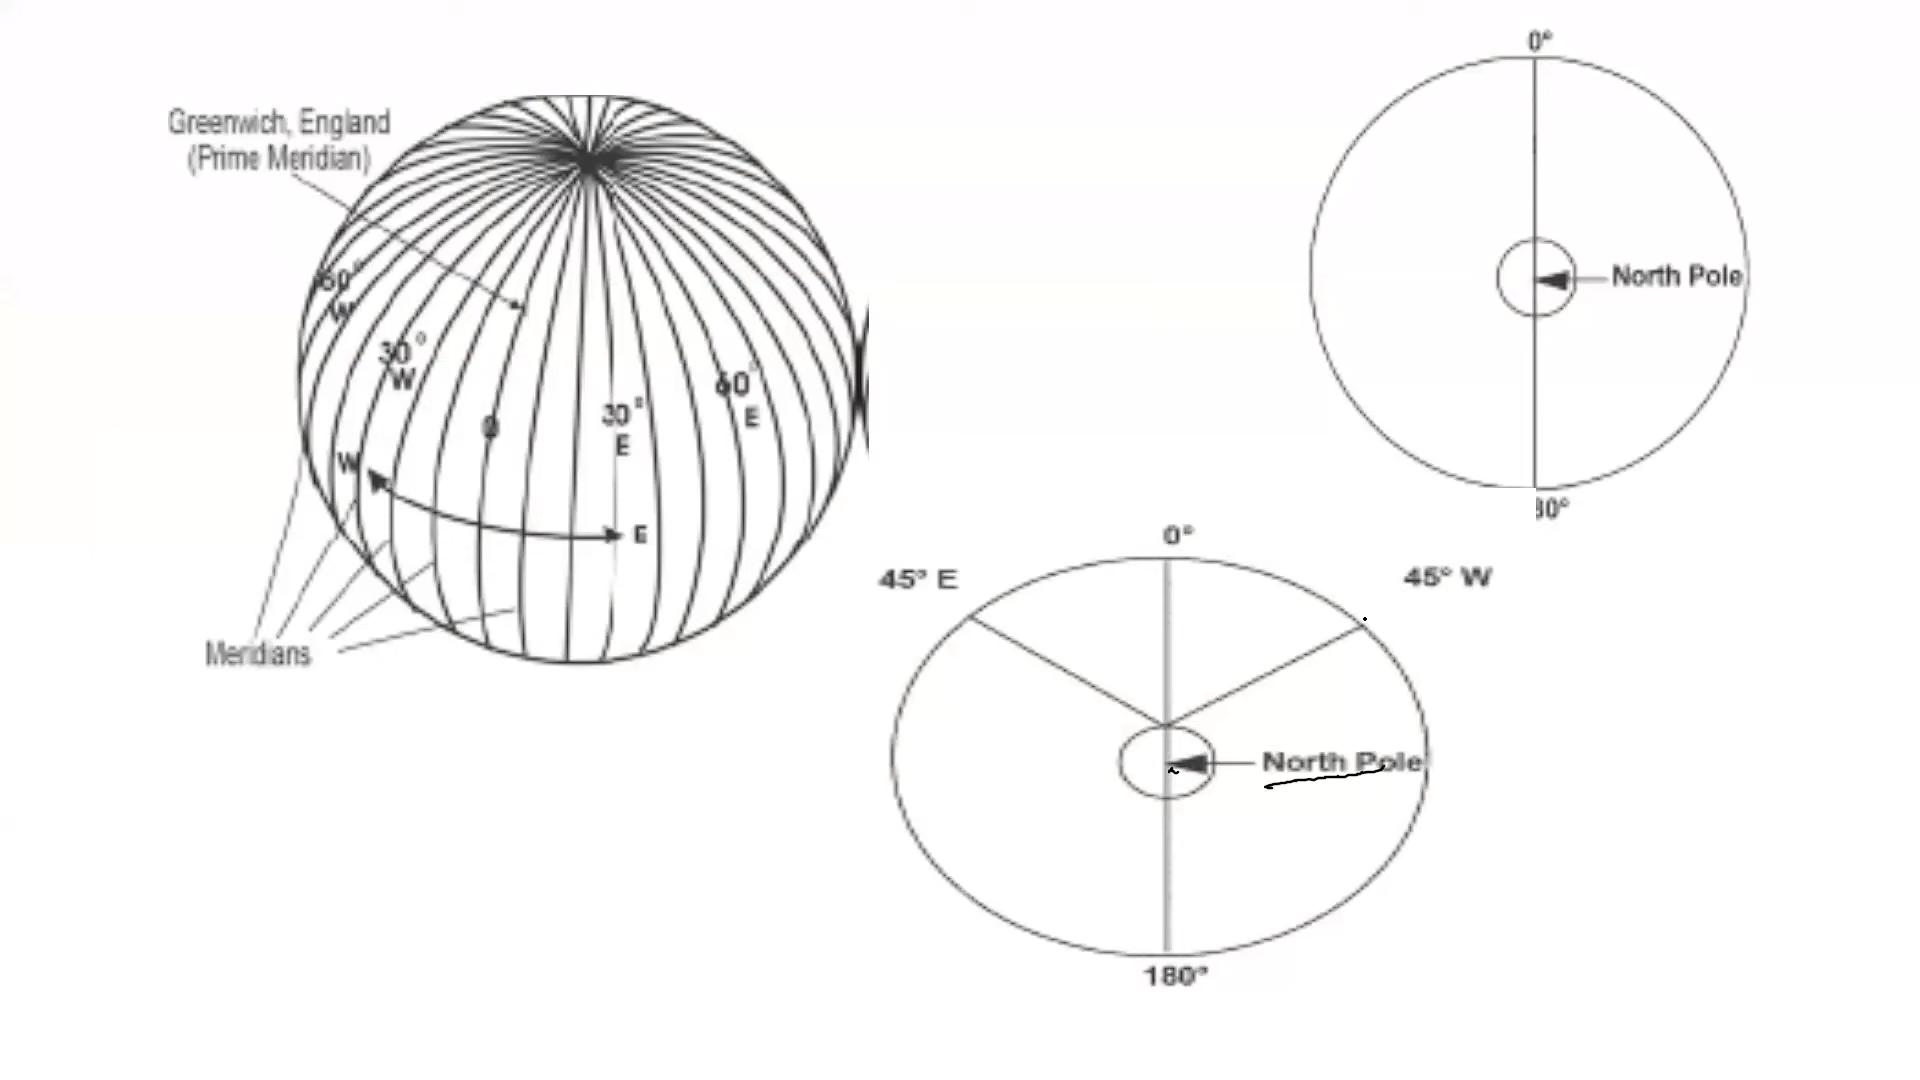 Greenwich, England
(Prime Meridian)
60°
W
30°
W
0
30°
E
60°
E
W
E
Meridians
0°
North Pole
80°
0°
45° E
45° W
North Pole
180°